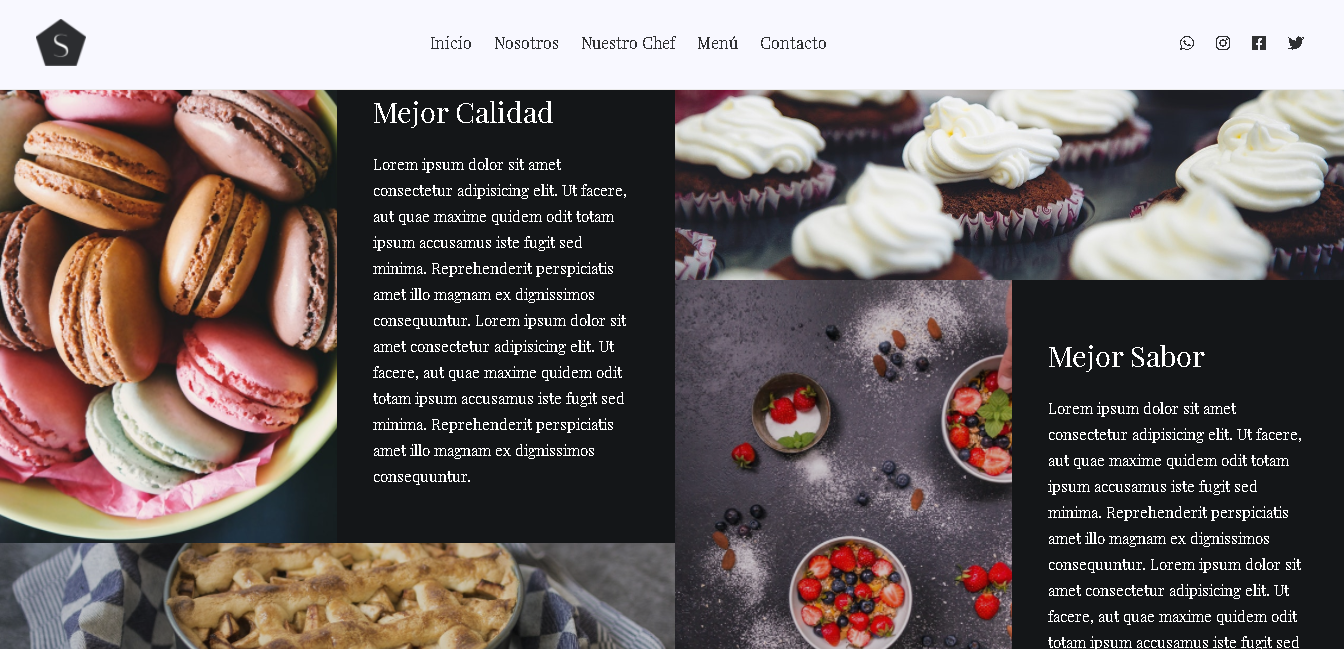 S
Inicio Nosotros Nuestro Chef Menú Contacto
Mejor Calidad
Lorem ipsum dolor sit amet
consectetur adipisicing elit. Ut facere,
aut quae maxime quidem odit totam
ipsum accusamus iste fugit sed
minima. Reprehenderit perspiciatis
amet illo magnam ex dignissimos
consequuntur. Lorem ipsum dolor sit
amet consectetur adipisicing elit. Ut
facere, aut quae maxime quidem odit
totam ipsum accusamus iste fugit sed
minima. Reprehenderit perspiciatis
amet illo magnam ex dignissimos
consequuntur.
Mejor Sabor
Lorem ipsum dolor sit amet
consectetur adipisicing elit. Ut facere,
aut quae maxime quidem odit totam
ipsum accusamus iste fugit sed
minima. Reprehenderit perspiciatis
amet illo magnam ex dignissimos
consequuntur. Lorem ipsum dolor sit
amet consectetur adipisicing elit. Ut
facere, aut quae maxime quidem odit
totam ipsum accusamus iste fugit sed